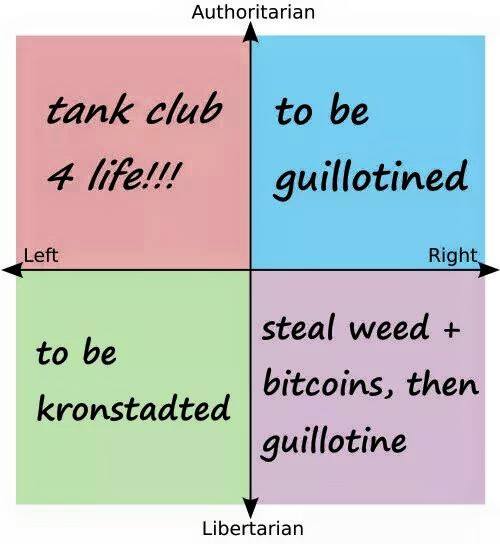 Authoritarian
tank club
4 life!!!
to be
guillotined
Left
Right
to be
kronstadted
steal weed +
bitcoins, then
guillotine
Libertarian